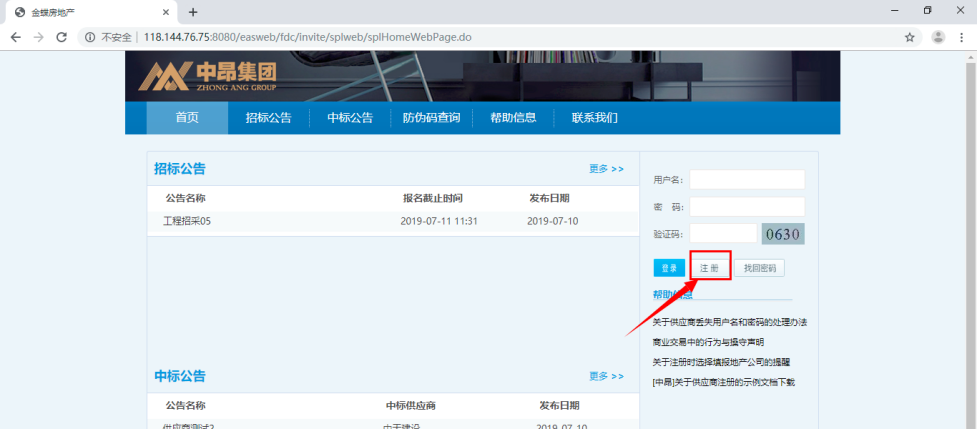 金蝶房地产
不安全 118.144.76.75:8080/easweb/fdc/invite/splweb/splHomeWebPage.do
中昂集团
ZHONG ANG GROUP
首页 招标公告 中标公告 防伪码查询 帮助信息 联系我们
招标公告 更多 >>
公告名称 报名截止时间 发布日期
工程招采05 2019-07-11 11:31 2019-07-10
用户名：
密 码：
验证码： 0630
登录 注册 找回密码
帮助信息
关于供应商丢失用户名和密码的处理办法
商业交易中的行为与操守声明
关于注册时选择填报地产公司的提醒
[中昂]关于供应商注册的示例文档下载
中标公告 更多 >>
公告名称 中标供应商 发布日期
供应商测试2 中天建设 2019-07-10